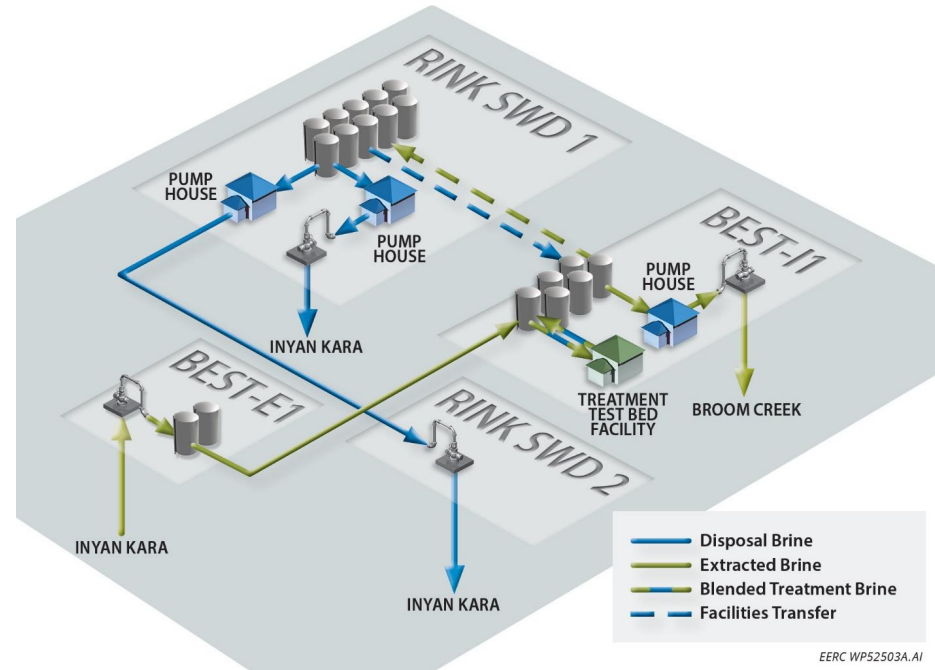 RINK SWD 1
PUMP
HOUSE
PUMP
HOUSE
INYAN KARA
BEST-I1
PUMP
HOUSE
TREATMENT
TEST BED
FACILITY
BROOM CREEK
BEST-E1
INYAN KARA
RINK SWD 2
INYAN KARA
Disposal Brine
Extracted Brine
Blended Treatment Brine
Facilities Transfer
EERC WP52503A.AI